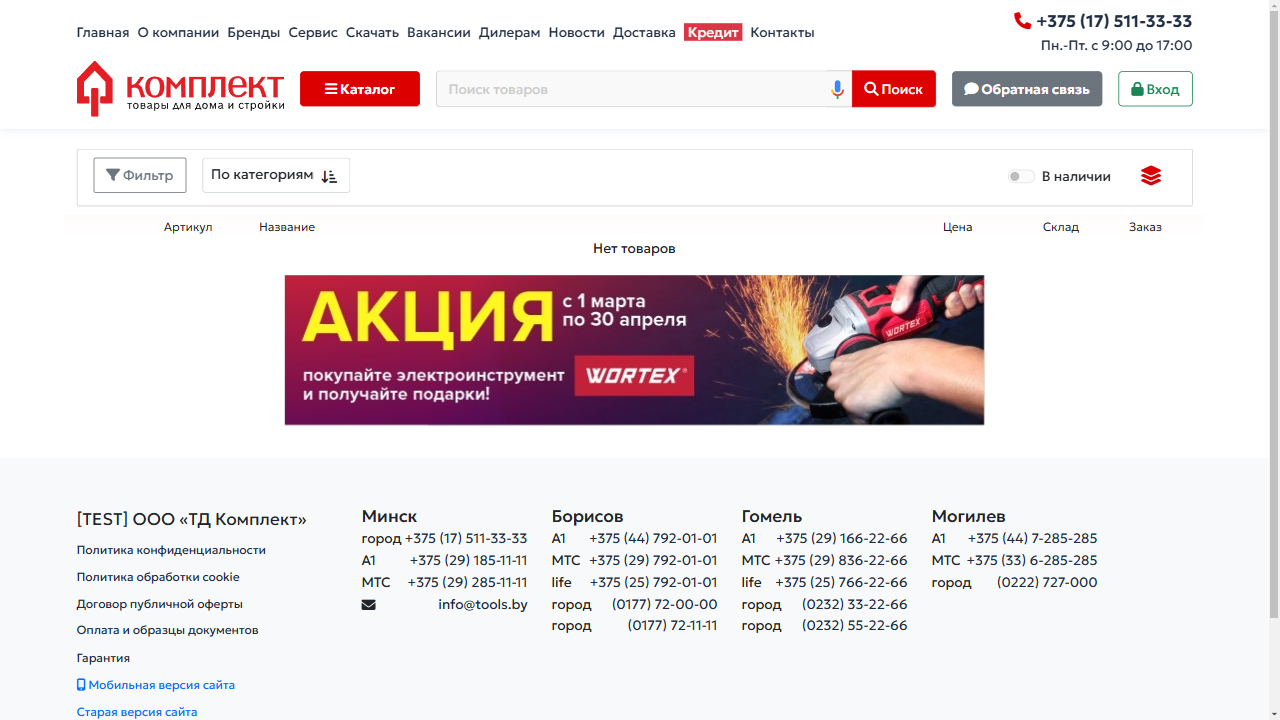 Главная О компании Бренды Сервис Скачать Вакансии Дилерам Новости Доставка Кредит Контакты
+375 (17) 511-33-33
Пн.-Пт. с 9:00 до 17:00
КОМПЛЕКТ
товары для дома и стройки
Каталог
Поиск товаров
Поиск
Обратная связь
Вход
Фильтр
По категориям
В наличии
Артикул Название Цена Склад Заказ
Нет товаров
АКЦИЯ
с 1 марта
по 30 апреля
покупайте электроинструмент
и получайте подарки!
WORTEX®
WORTEX
[TEST] ООО «ТД Комплект»
Политика конфиденциальности
Политика обработки cookie
Договор публичной оферты
Оплата и образцы документов
Гарантия
Мобильная версия сайта
Старая версия сайта
Минск
город +375 (17) 511-33-33
А1 +375 (29) 185-11-11
МТС +375 (29) 285-11-11
info@tools.by
Борисов
А1 +375 (44) 792-01-01
МТС +375 (29) 792-01-01
life +375 (25) 792-01-01
город (0177) 72-00-00
город (0177) 72-11-11
Гомель
А1 +375 (29) 166-22-66
МТС +375 (29) 836-22-66
life +375 (25) 766-22-66
город (0232) 33-22-66
город (0232) 55-22-66
Могилев
А1 +375 (44) 7-285-285
МТС +375 (33) 6-285-285
город (0222) 727-000